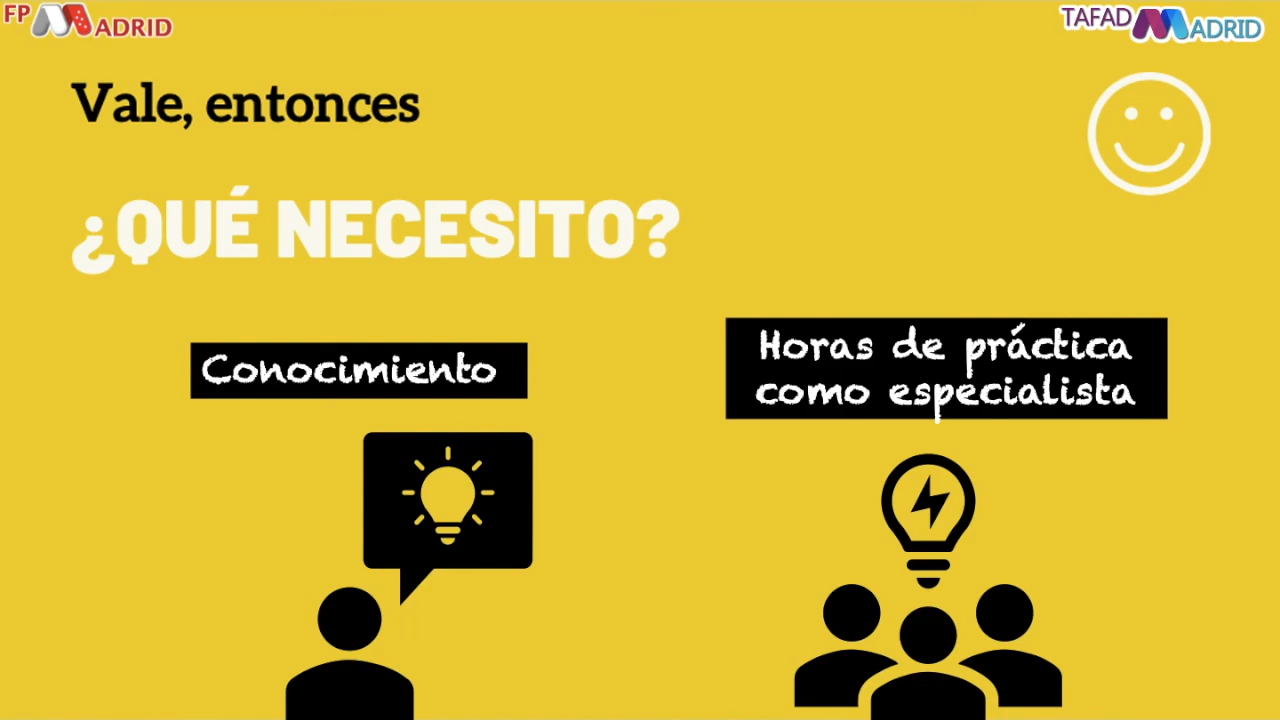 FP MADRID
TAFAD MADRID
Vale, entonces
¿QUÉ NECESITO?
Conocimiento
Horas de práctica
como especialista